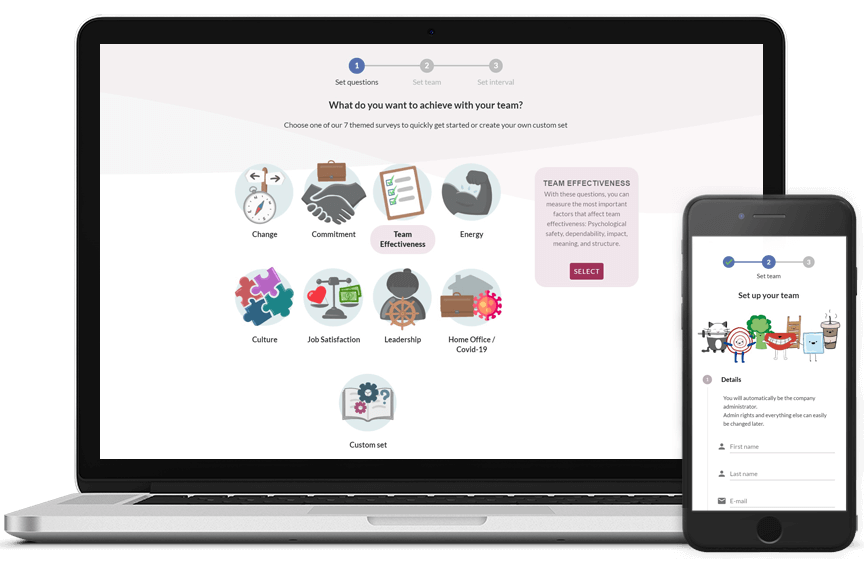 1 2 3
Set questions Set team Set interval
What do you want to achieve with your team?
Choose one of our 7 themed surveys to quickly get started or create your own custom set
Change Commitment Team Energy
Effectiveness
Culture Job Satisfaction Leadership Home Office /
Covid-19
Custom set
TEAM EFFECTIVENESS
With these questions, you can
measure the most important
factors that affect team
effectiveness: Psychological
safety, dependability, impact,
meaning, and structure.
SELECT
?
2 3
Set team
Set up your team
1 Details
You will automatically be the company
administrator.
Admin rights and everything else can easily
be changed later.
First name
Last name
E-mail